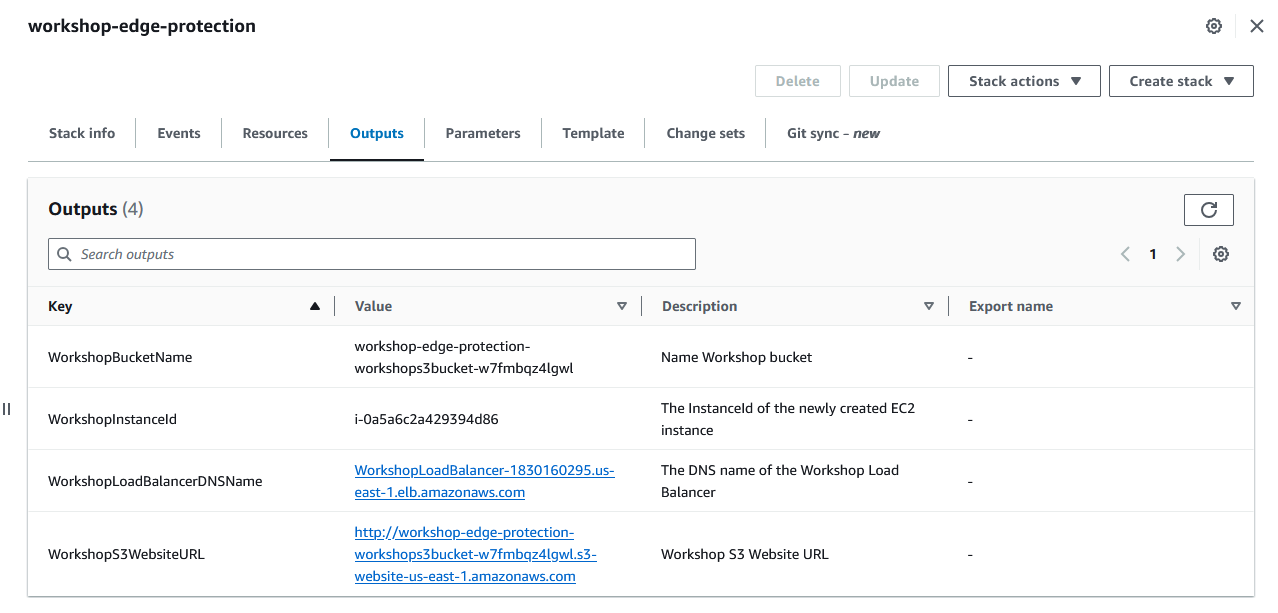 workshop-edge-protection
Delete
Update
Stack actions
Create stack
Stack info
Events
Resources
Outputs
Parameters
Template
Change sets
Git sync - new
Outputs (4)
Search outputs
1
Key
Value
Description
Export name
WorkshopBucketName
workshop-edge-protection-
workshops3bucket-w7fmbqz4lgwl
Name Workshop bucket
-
WorkshopInstanceId
i-0a5a6c2a429394d86
The InstanceId of the newly created EC2
instance
-
WorkshopLoadBalancerDNSName
WorkshopLoadBalancer-1830160295.us-
east-1.elb.amazonaws.com
The DNS name of the Workshop Load
Balancer
-
WorkshopS3WebsiteURL
http://workshop-edge-protection-
workshops3bucket-w7fmbqz4lgwl.s3-
website-us-east-1.amazonaws.com
Workshop S3 Website URL
-